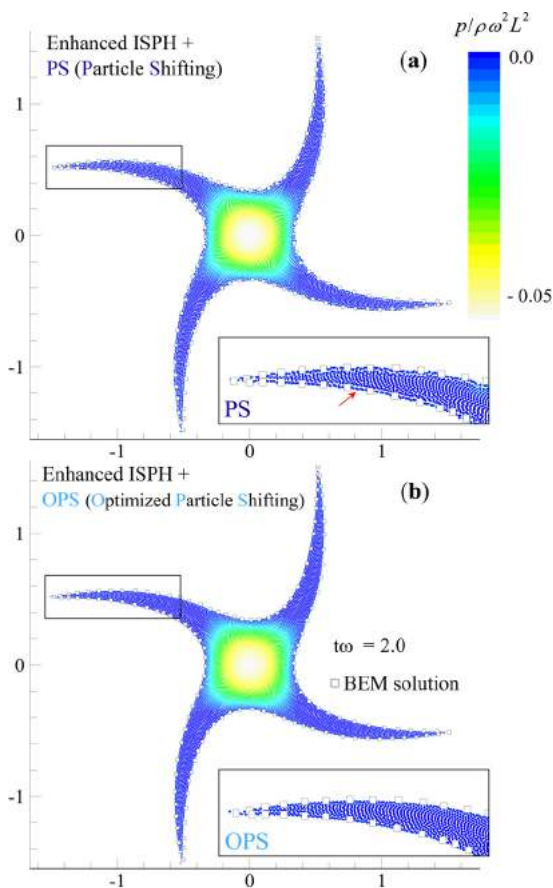 Enhanced ISPH +
PS (Particle Shifting)
(a)
p/ρω²L²
0.0
- 0.05
1
0
-1
PS
-1 0 1
Enhanced ISPH +
OPS (Optimized Particle Shifting)
(b)
1
tω = 2.0
BEM solution
0
-1
OPS
-1 0 1